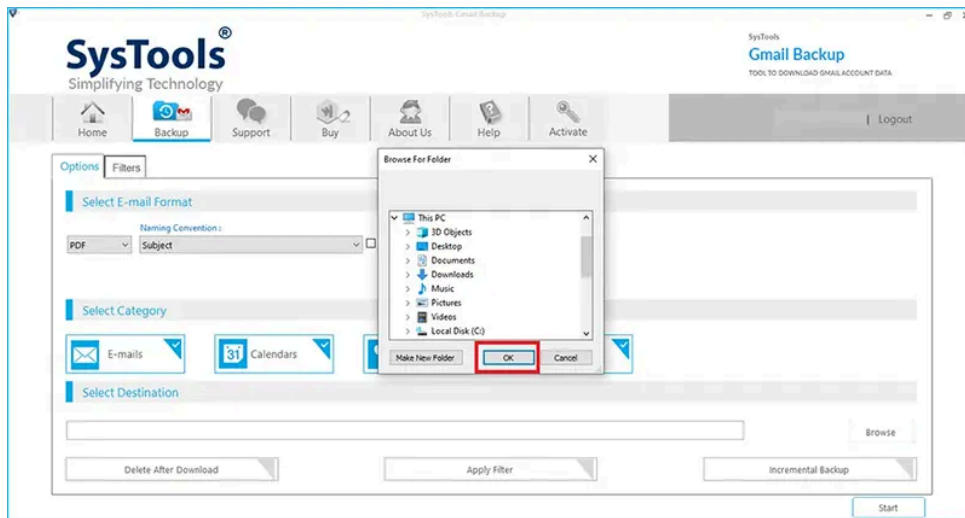 SysTools Gmail Backup
SysTools®
Simplifying Technology
SysTools
Gmail Backup
TOOL TO DOWNLOAD GMAIL ACCOUNT DATA
Home
Backup
Support
Buy
About Us
Help
Activate
| Logout
Options
Filters
Browse For Folder
Select E-mail Format
Naming Convention :
PDF
Subject
This PC
3D Objects
Desktop
Documents
Downloads
Music
Pictures
Videos
Local Disk (C:)
Make New Folder
OK
Cancel
Select Category
E-mails
31
Calendars
Select Destination
Browse
Delete After Download
Apply Filter
Incremental Backup
Start